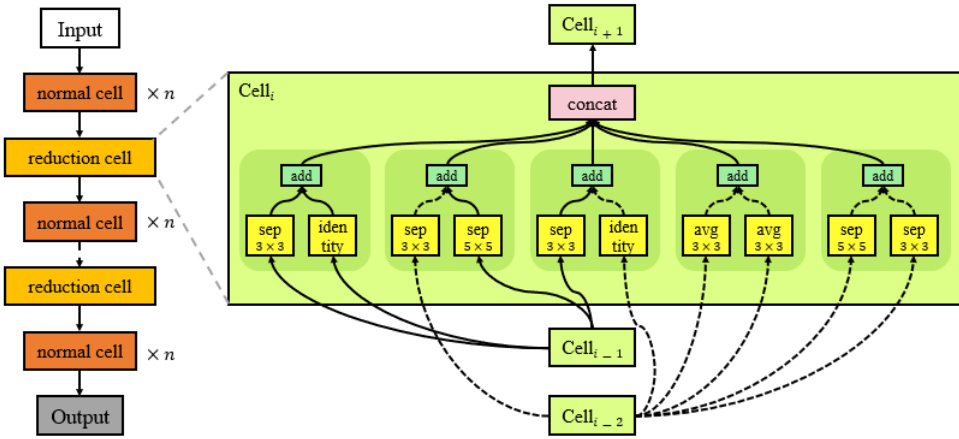 Input
normal cell × n
reduction cell
normal cell × n
reduction cell
normal cell × n
Output
Cell i + 1
Cell i
concat
add
add
add
add
add
sep
3 × 3
iden
tity
sep
3 × 3
sep
5 × 5
sep
3 × 3
iden
tity
avg
3 × 3
avg
3 × 3
sep
5 × 5
sep
3 × 3
Cell i − 1
Cell i − 2